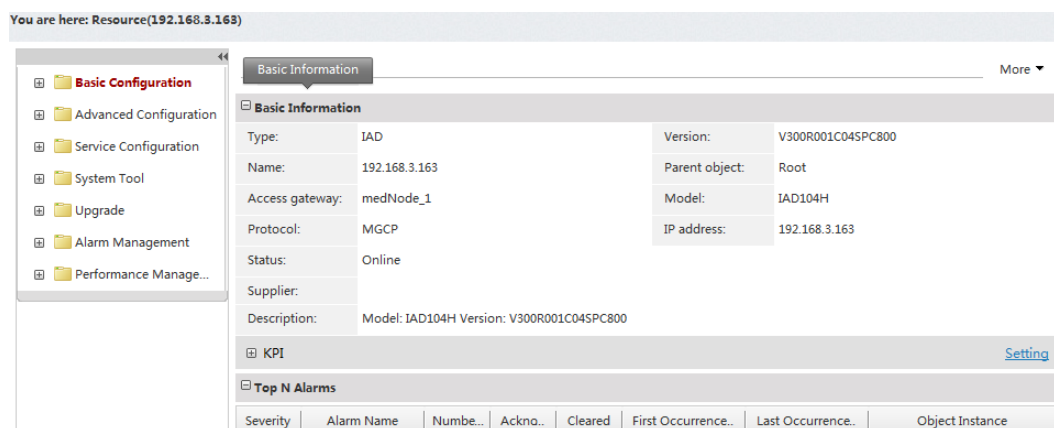 You are here: Resource(192.168.3.163)
Basic Configuration
Advanced Configuration
Service Configuration
System Tool
Upgrade
Alarm Management
Performance Manage...
Basic Information
More
Basic Information
Type: IAD Version: V300R001C04SPC800
Name: 192.168.3.163 Parent object: Root
Access gateway: medNode_1 Model: IAD104H
Protocol: MGCP IP address: 192.168.3.163
Status: Online
Supplier:
Description: Model: IAD104H Version: V300R001C04SPC800
KPI Setting
Top N Alarms
Severity Alarm Name Numbe... Ackno.. Cleared First Occurrence.. Last Occurrence.. Object Instance